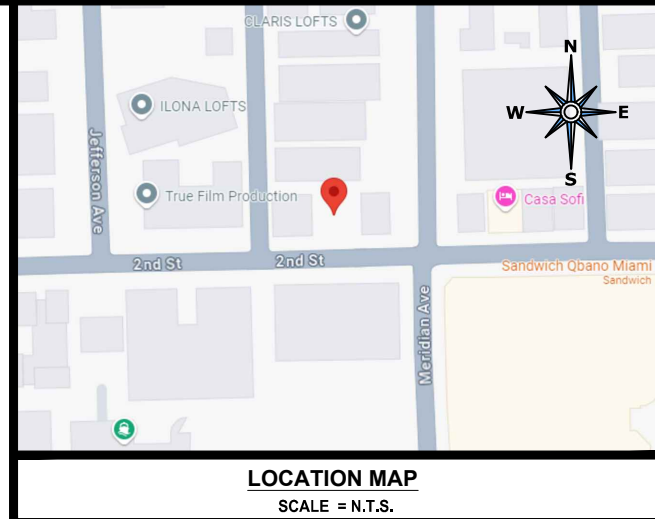 CLARIS LOFTS
N
ILONA LOFTS
W
E
Jefferson Ave
S
True Film Production
Casa Sofi
2nd St
2nd St
Sandwich Qbano Miami
Sandwich
Meridian Ave
LOCATION MAP
SCALE = N.T.S.